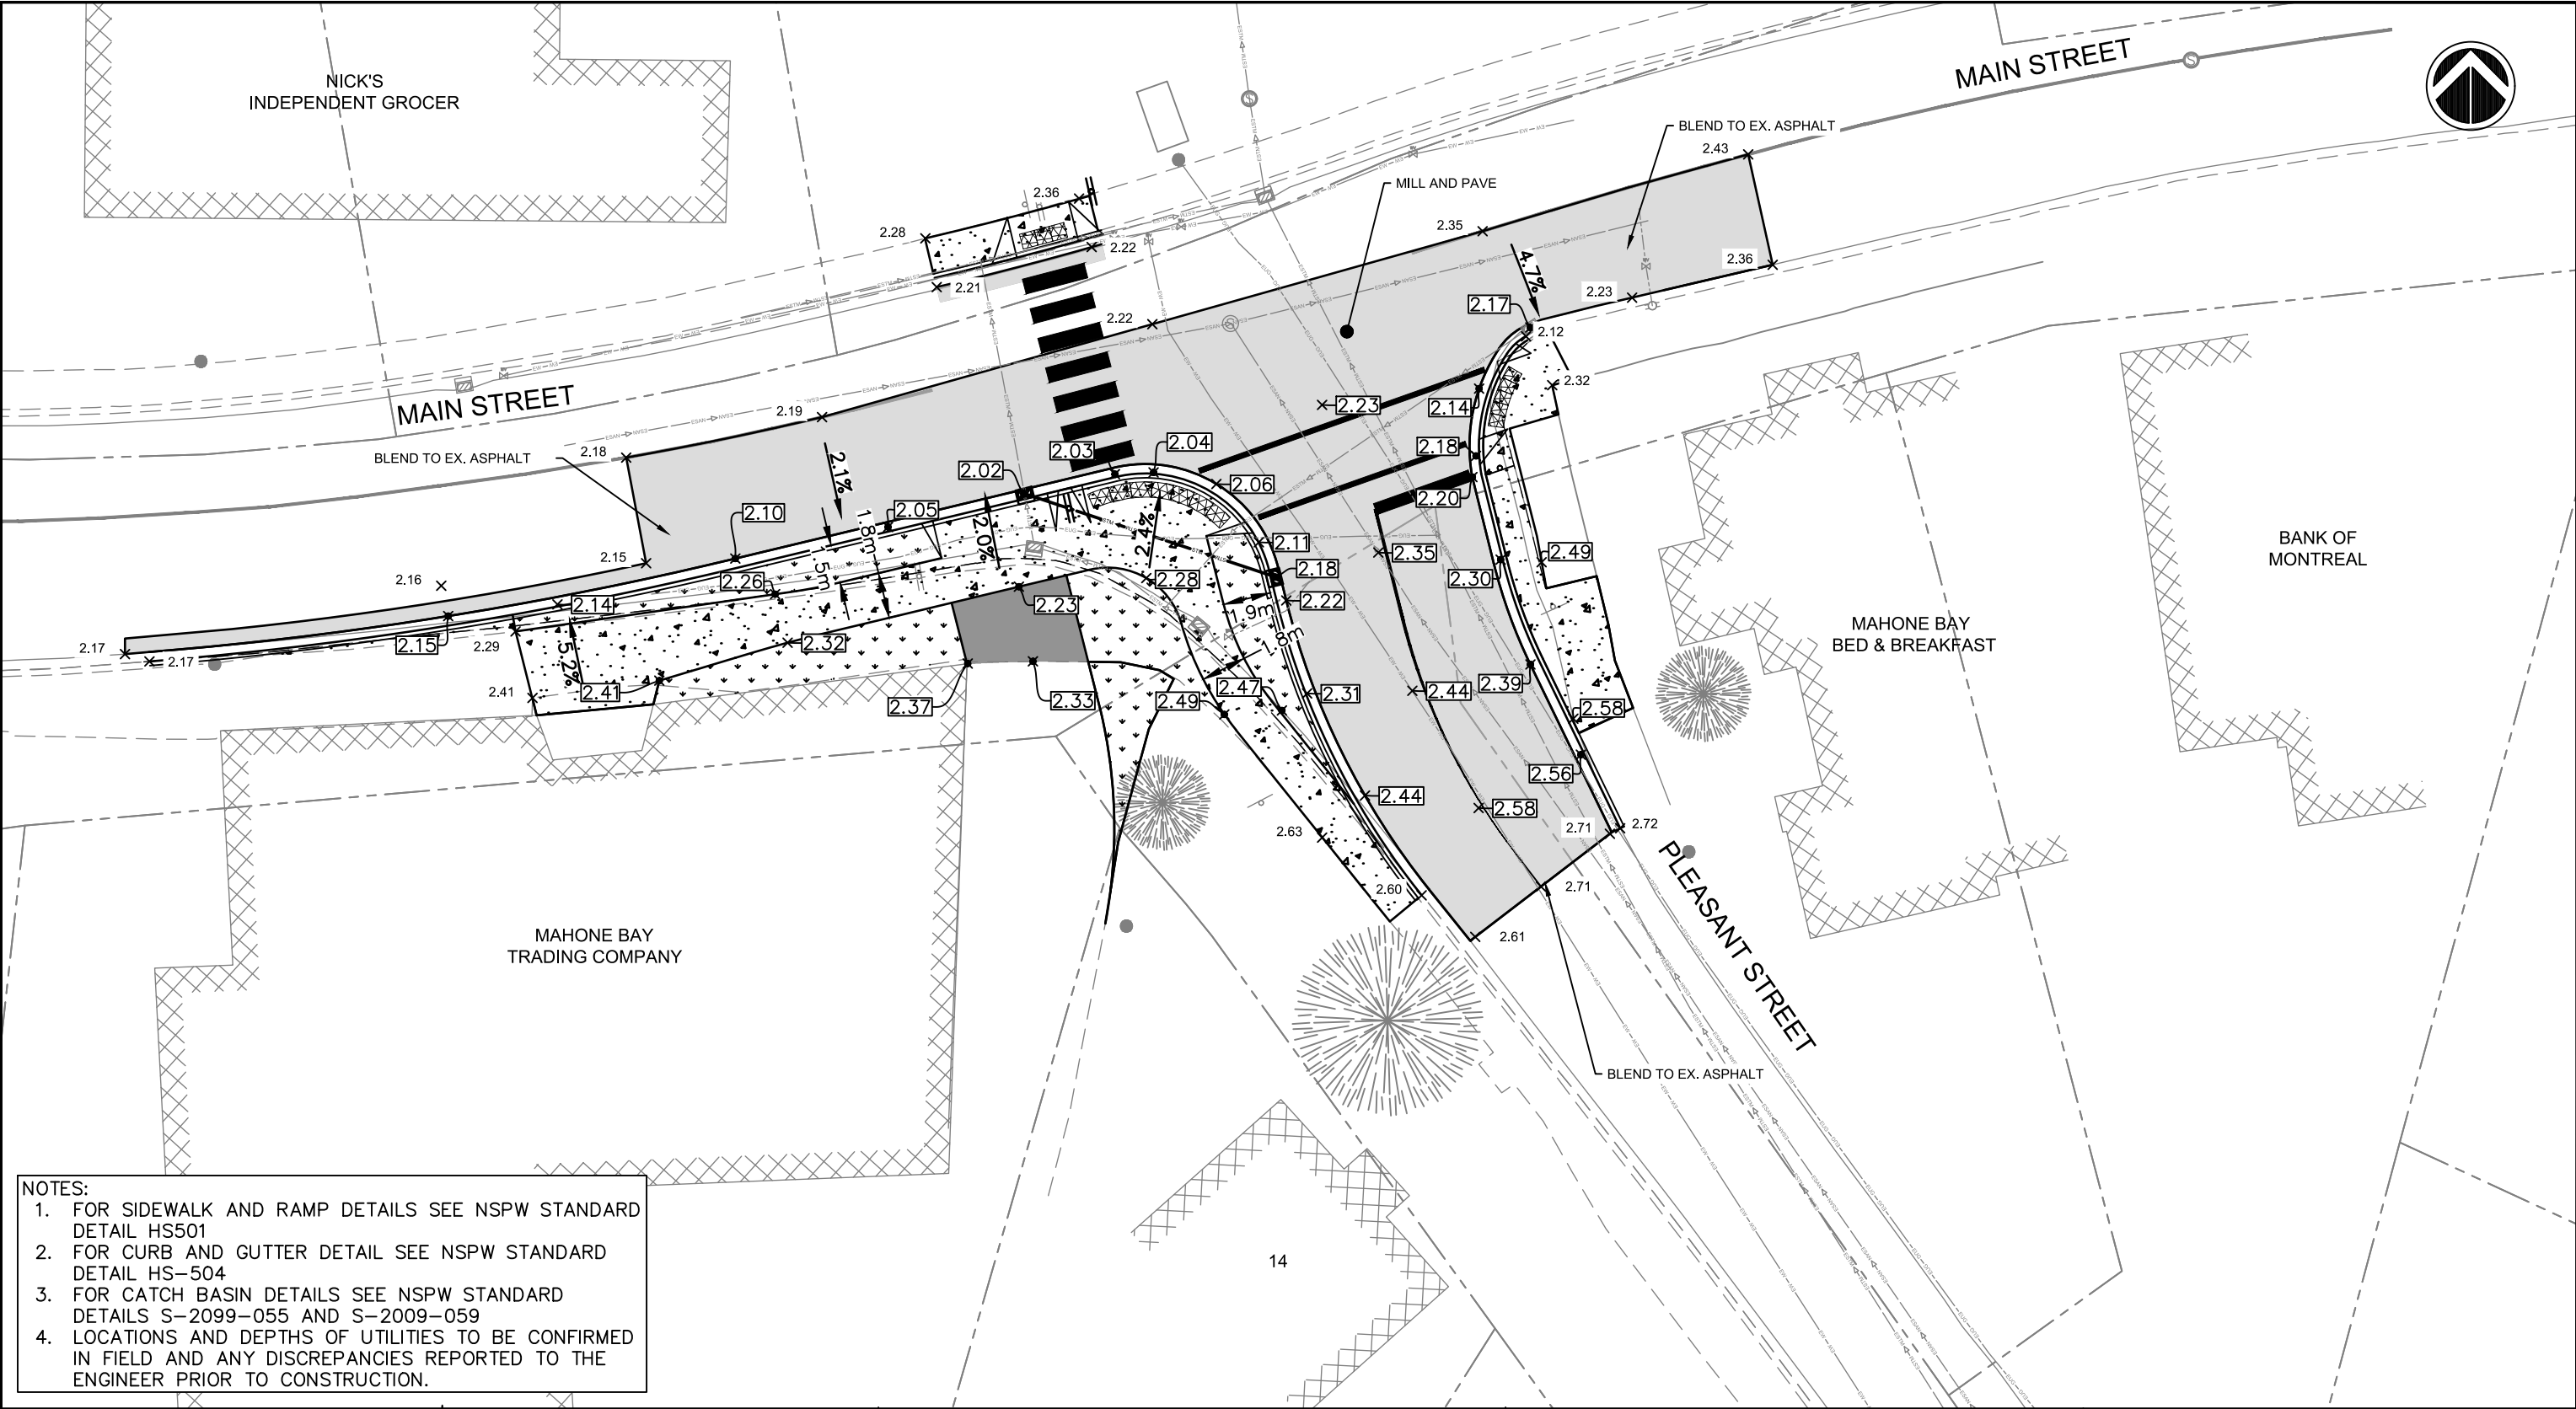 NICK'S
INDEPENDENT GROCER
MAIN STREET
BLEND TO EX. ASPHALT
2.43
MILL AND PAVE
2.36
2.28
2.35
2.22
2.36
4.7%
2.21
2.23
2.17
2.22
2.12
2.32
MAIN STREET
2.19
2.23
2.14
2.04
2.18
BLEND TO EX. ASPHALT
2.18
2.03
2.1%
2.02
2.06
2.20
2.10
2.05
1.8m
2.0%
2.4%
2.11
2.35
2.49
BANK OF
MONTREAL
2.15
2.16
2.26
2.28
2.18
2.30
2.14
2.23
2.22
.9m
2.15
2.29
2.32
MAHONE BAY
BED & BREAKFAST
2.17
2.17
5.2%
2.41
2.41
2.37
2.33
2.49
2.47
2.31
2.44
2.39
2.58
2.56
2.44
2.58
2.63
2.71
2.72
2.60
2.71
PLEASANT STREET
MAHONE BAY
TRADING COMPANY
2.61
BLEND TO EX. ASPHALT
14
NOTES:
1. FOR SIDEWALK AND RAMP DETAILS SEE NSPW STANDARD
DETAIL HS501
2. FOR CURB AND GUTTER DETAIL SEE NSPW STANDARD
DETAIL HS-504
3. FOR CATCH BASIN DETAILS SEE NSPW STANDARD
DETAILS S-2099-055 AND S-2009-059
4. LOCATIONS AND DEPTHS OF UTILITIES TO BE CONFIRMED
IN FIELD AND ANY DISCREPANCIES REPORTED TO THE
ENGINEER PRIOR TO CONSTRUCTION.